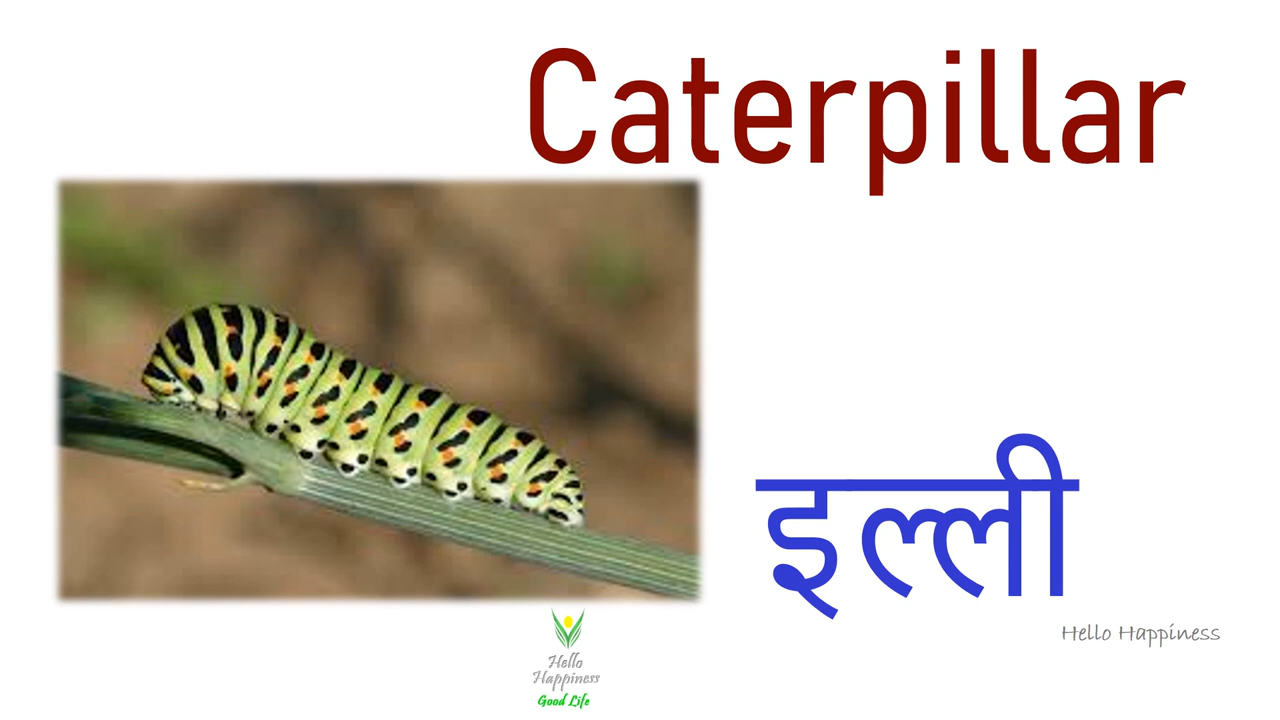 Caterpillar
इल्ली
Hello Happiness
Hello
Happiness
Good Life